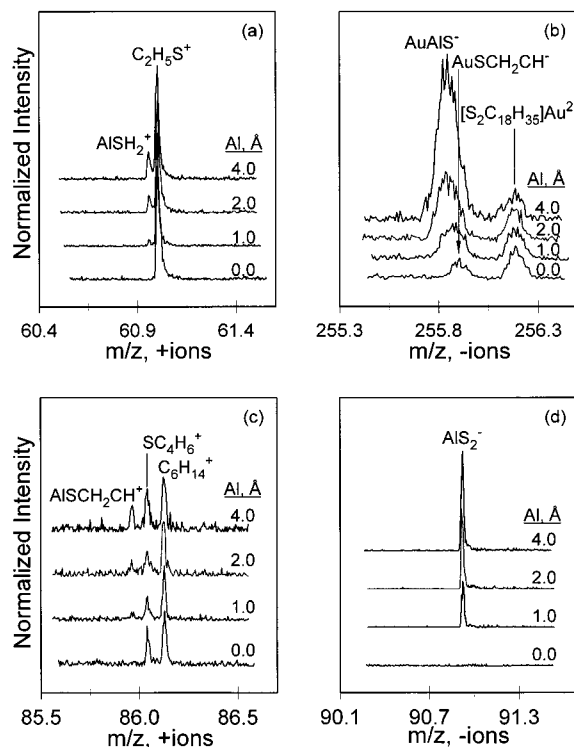 (a)
C2H5S+
AlSH2+
Al, Å
4.0
2.0
1.0
0.0
Normalized Intensity
60.4 60.9 61.4
m/z, +ions
(b)
AuAlS-
AuSCH2CH-
[S2C18H35]Au2-
Al, Å
4.0
2.0
1.0
0.0
255.3 255.8 256.3
m/z, -ions
(c)
SC4H6+
C6H14+
AlSCH2CH+
Al, Å
4.0
2.0
1.0
0.0
Normalized Intensity
85.5 86.0 86.5
m/z, +ions
(d)
AlS2-
Al, Å
4.0
2.0
1.0
0.0
90.1 90.7 91.3
m/z, -ions